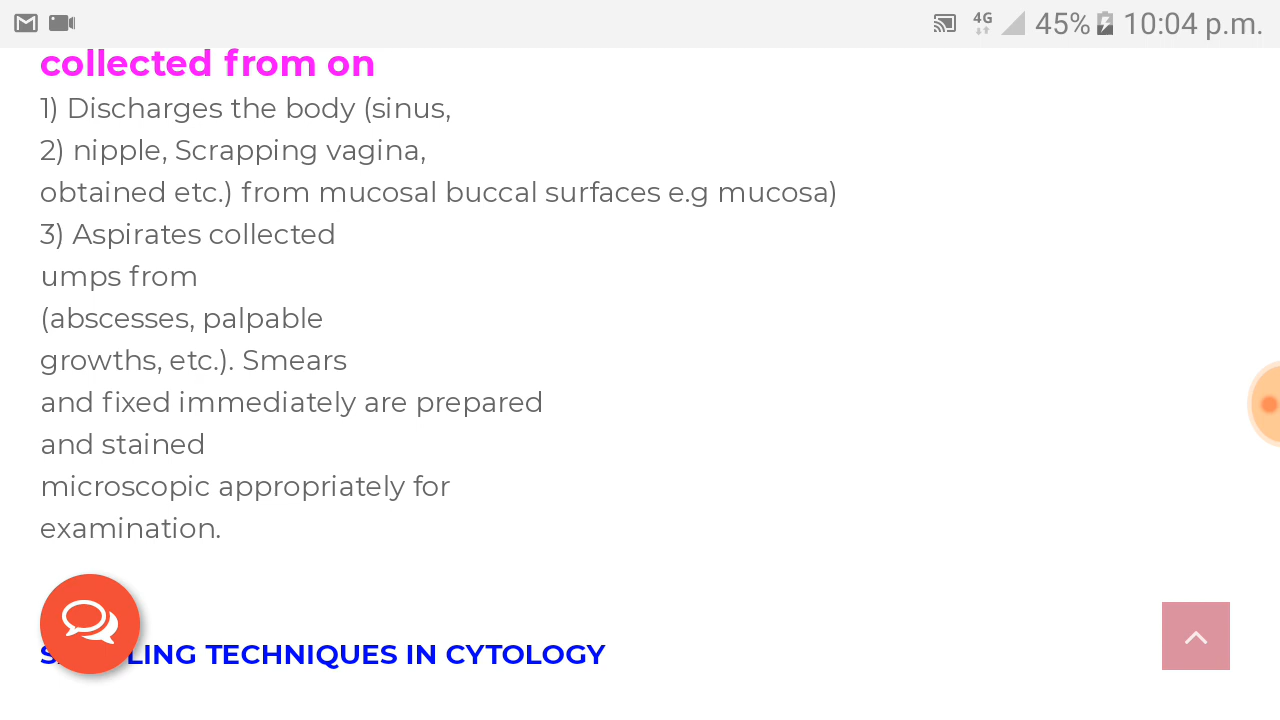 4G 45% 10:04 p.m.
collected from on
1) Discharges the body (sinus,
2) nipple, Scrapping vagina,
obtained etc.) from mucosal buccal surfaces e.g mucosa)
3) Aspirates collected
umps from
(abscesses, palpable
growths, etc.). Smears
and fixed immediately are prepared
and stained
microscopic appropriately for
examination.
LING TECHNIQUES IN CYTOLOGY